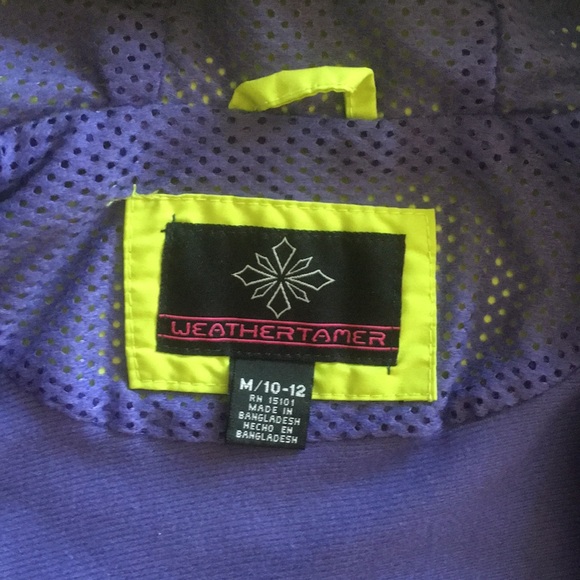 WEATHERTAMER
M/10-12
RN 15101
MADE IN
BANGLADESH
HECHO EN
BANGLADESH